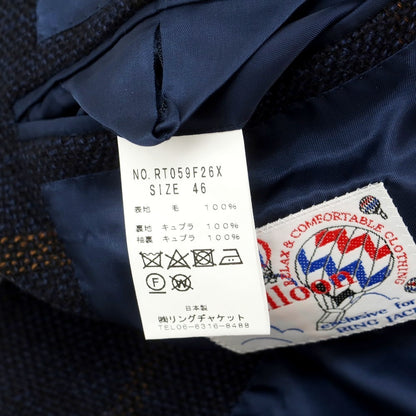 NO. RT059F26X
SIZE 46
表地 毛 100%
裏地 キュプラ 100%
袖裏 キュプラ 100%
F W
日本製
㈱リングヂャケット
TEL06-6316-8488
RELAX & COMFORTABLE CLOTHING
lloon
exclusive for
RING JAC